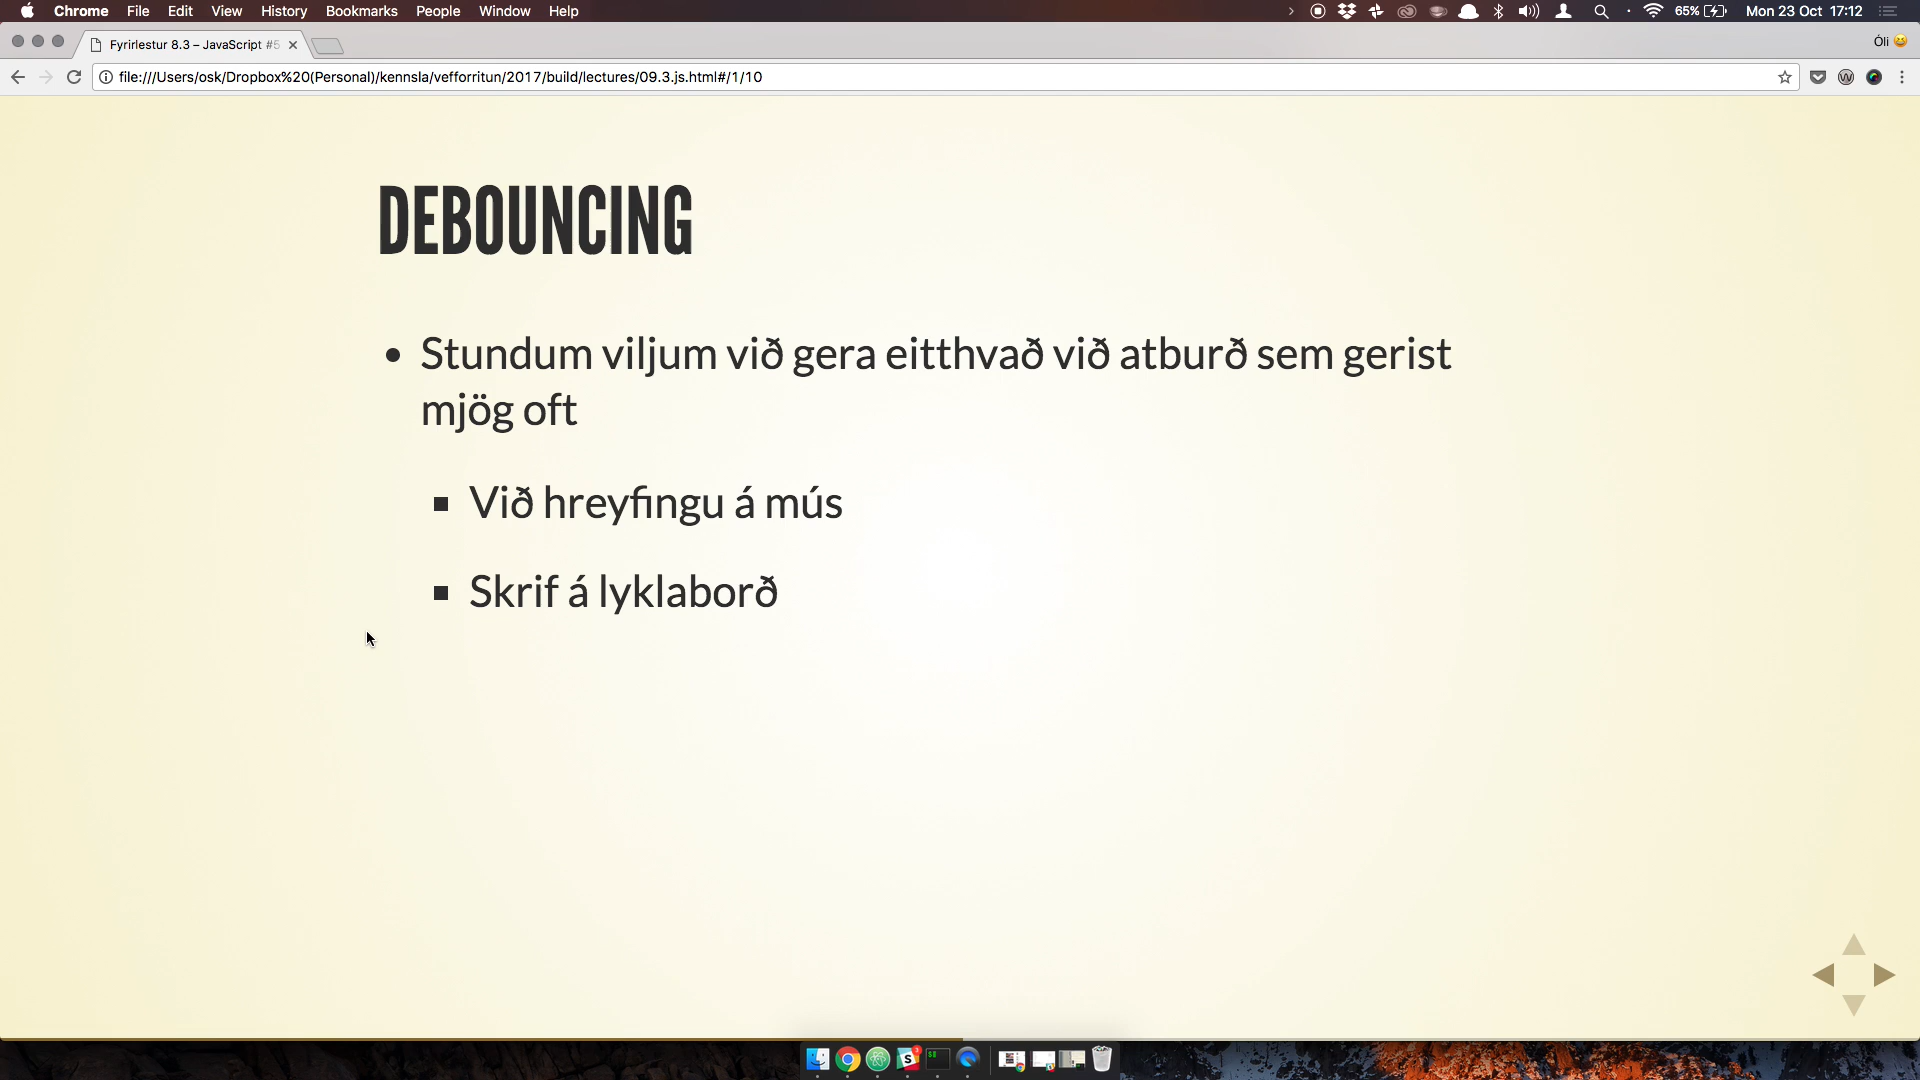 Chrome File Edit View History Bookmarks People Window Help 65% Mon 23 Oct 17:12
Fyrirlestur 8.3 – JavaScript #5 Óli
file:///Users/osk/Dropbox%20(Personal)/kennsla/vefforritun/2017/build/lectures/09.3.js.html#/1/10
DEBOUNCING
Stundum viljum við gera eitthvað við atburð sem gerist
mjög oft
Við hreyfingu á mús
Skrif á lyklaborð